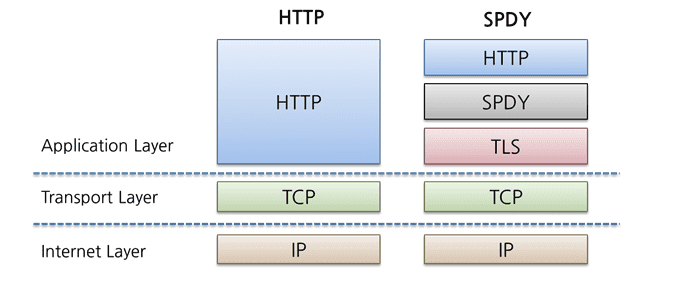 HTTP SPDY
HTTP
HTTP
SPDY
Application Layer TLS
Transport Layer TCP TCP
Internet Layer IP IP